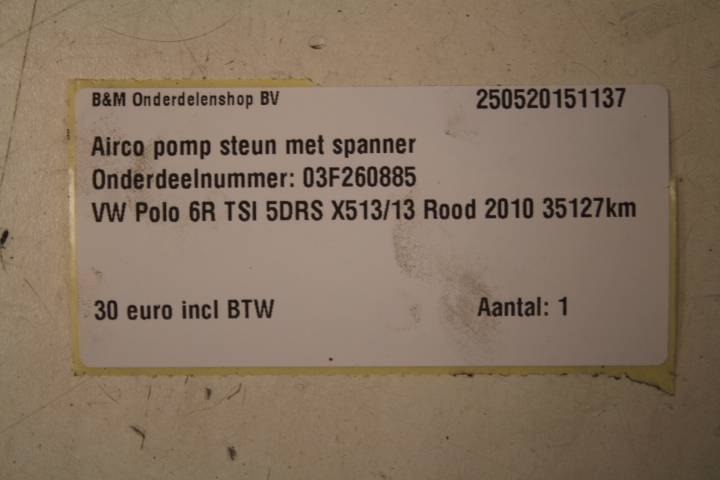 B&M Onderdelenshop BV 250520151137
Airco pomp steun met spanner
Onderdeelnummer: 03F260885
VW Polo 6R TSI 5DRS X513/13 Rood 2010 35127km
30 euro incl BTW Aantal: 1